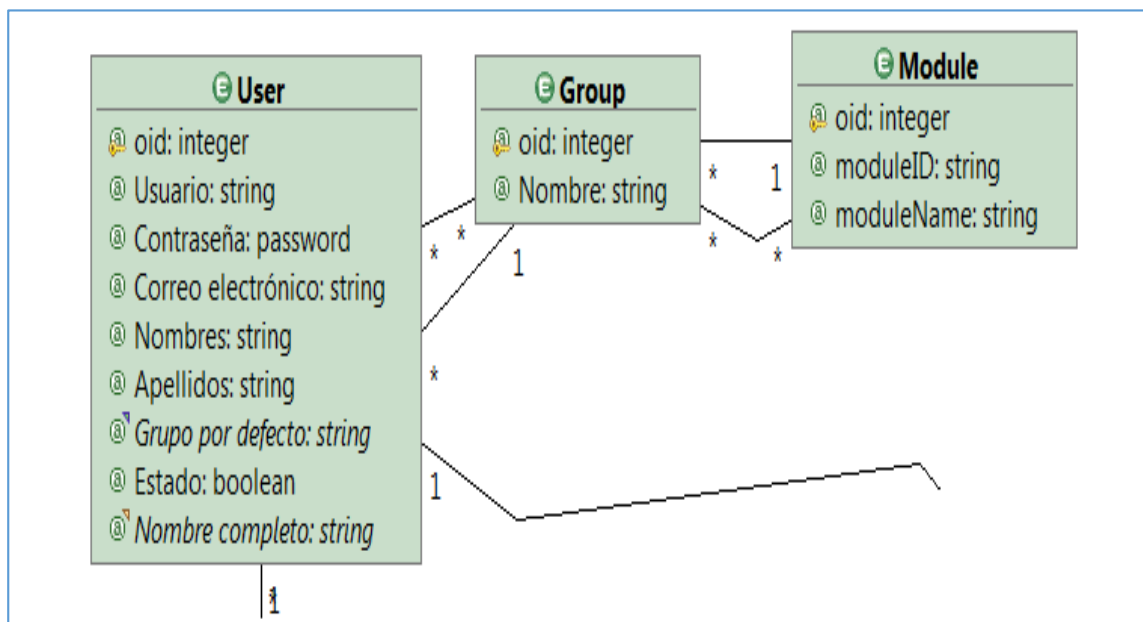 User
oid: integer
Usuario: string
Contraseña: password
Correo electrónico: string
Nombres: string
Apellidos: string
Grupo por defecto: string
Estado: boolean
Nombre completo: string
Group
oid: integer
Nombre: string
Module
oid: integer
moduleID: string
moduleName: string
*
*
1
*
*
1
*
*
1
1